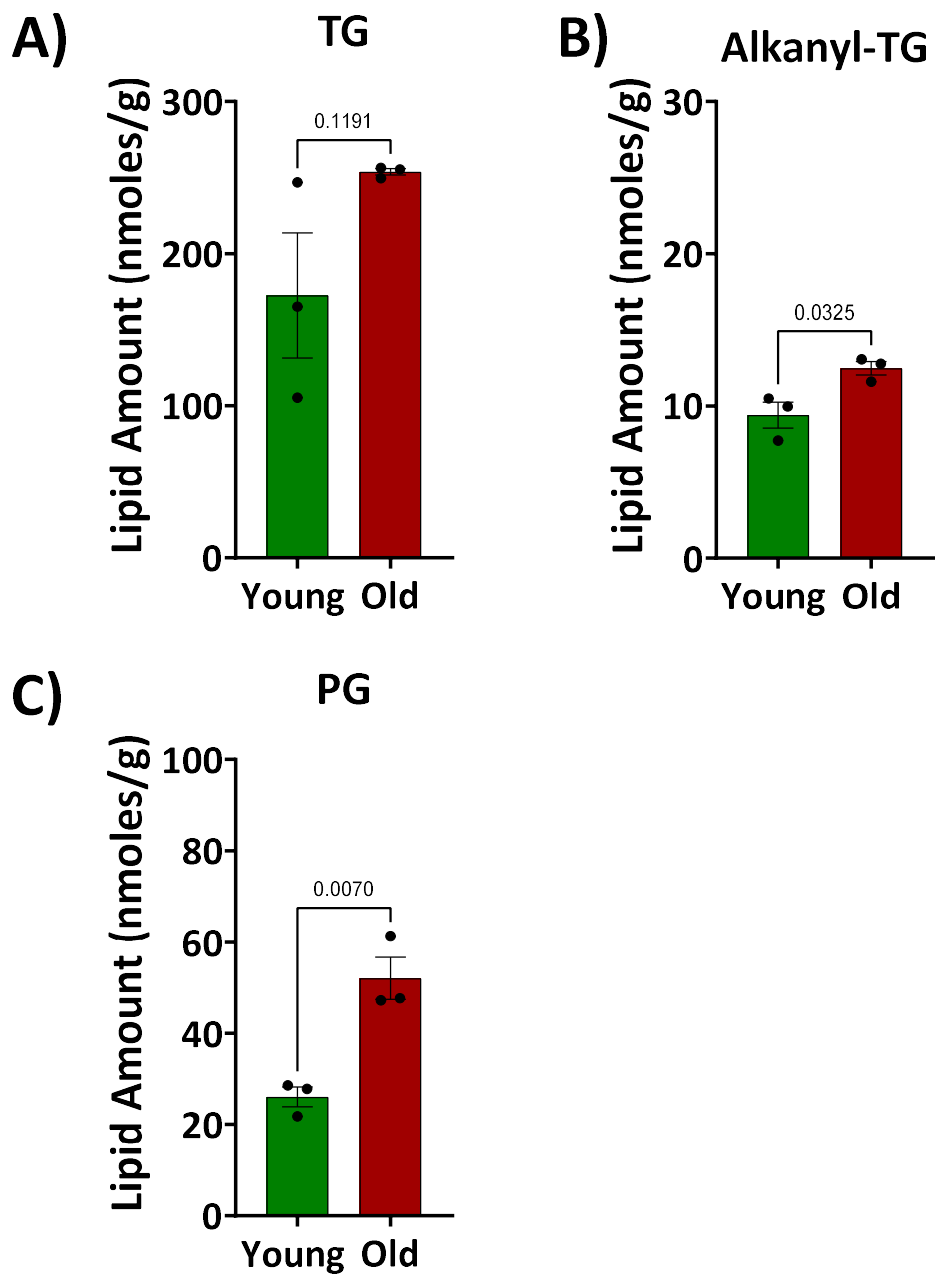 A)
TG
Lipid Amount (nmoles/g)
300
200
100
0
0.1191
Young Old
B)
Alkanyl-TG
Lipid Amount (nmoles/g)
30
20
10
0
0.0325
Young Old
C)
PG
Lipid Amount (nmoles/g)
100
80
60
40
20
0
0.0070
Young Old